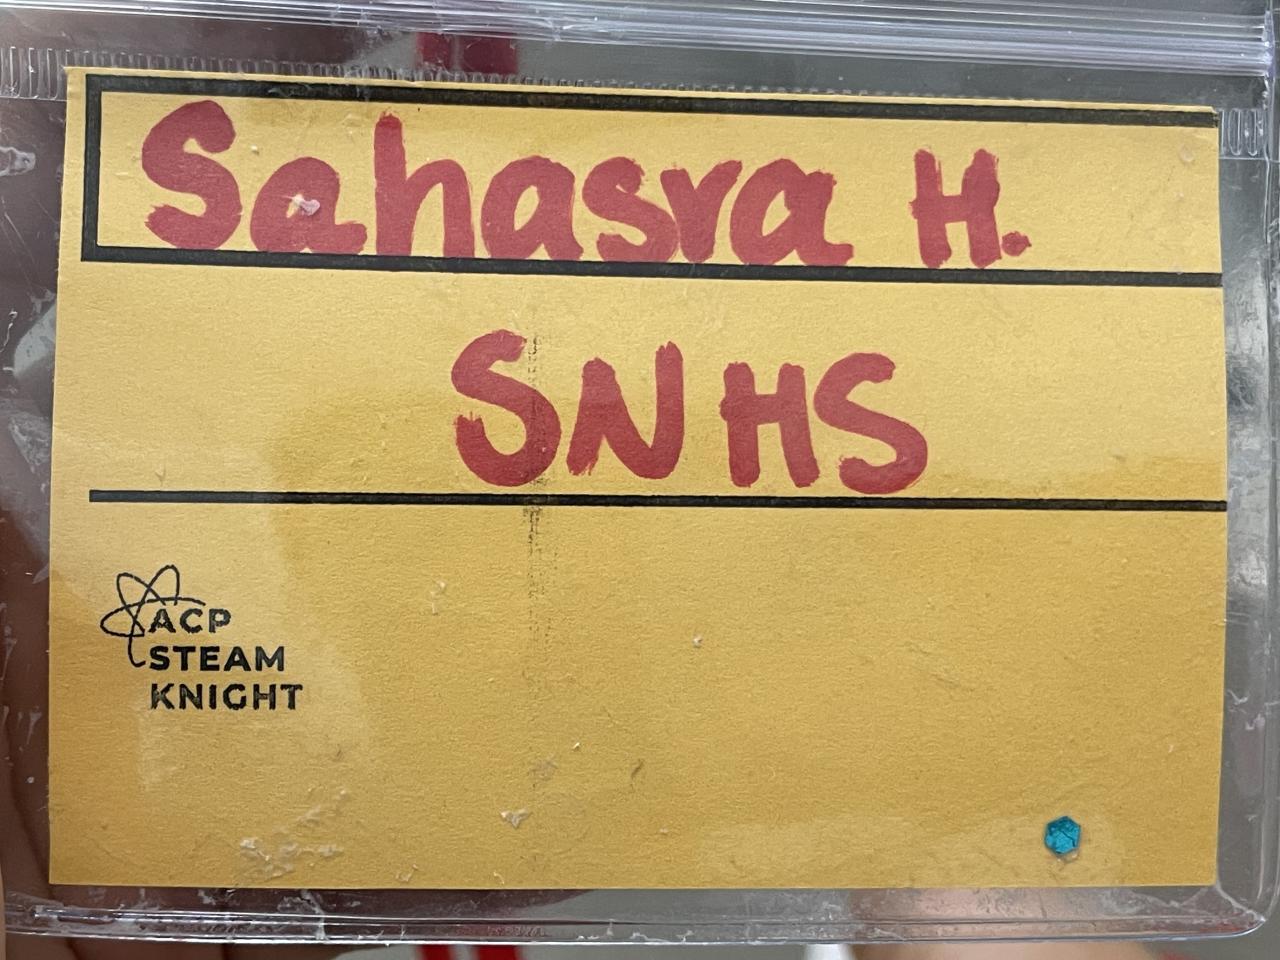 Sahasra H.
SNHS
ACP
STEAM
KNIGHT